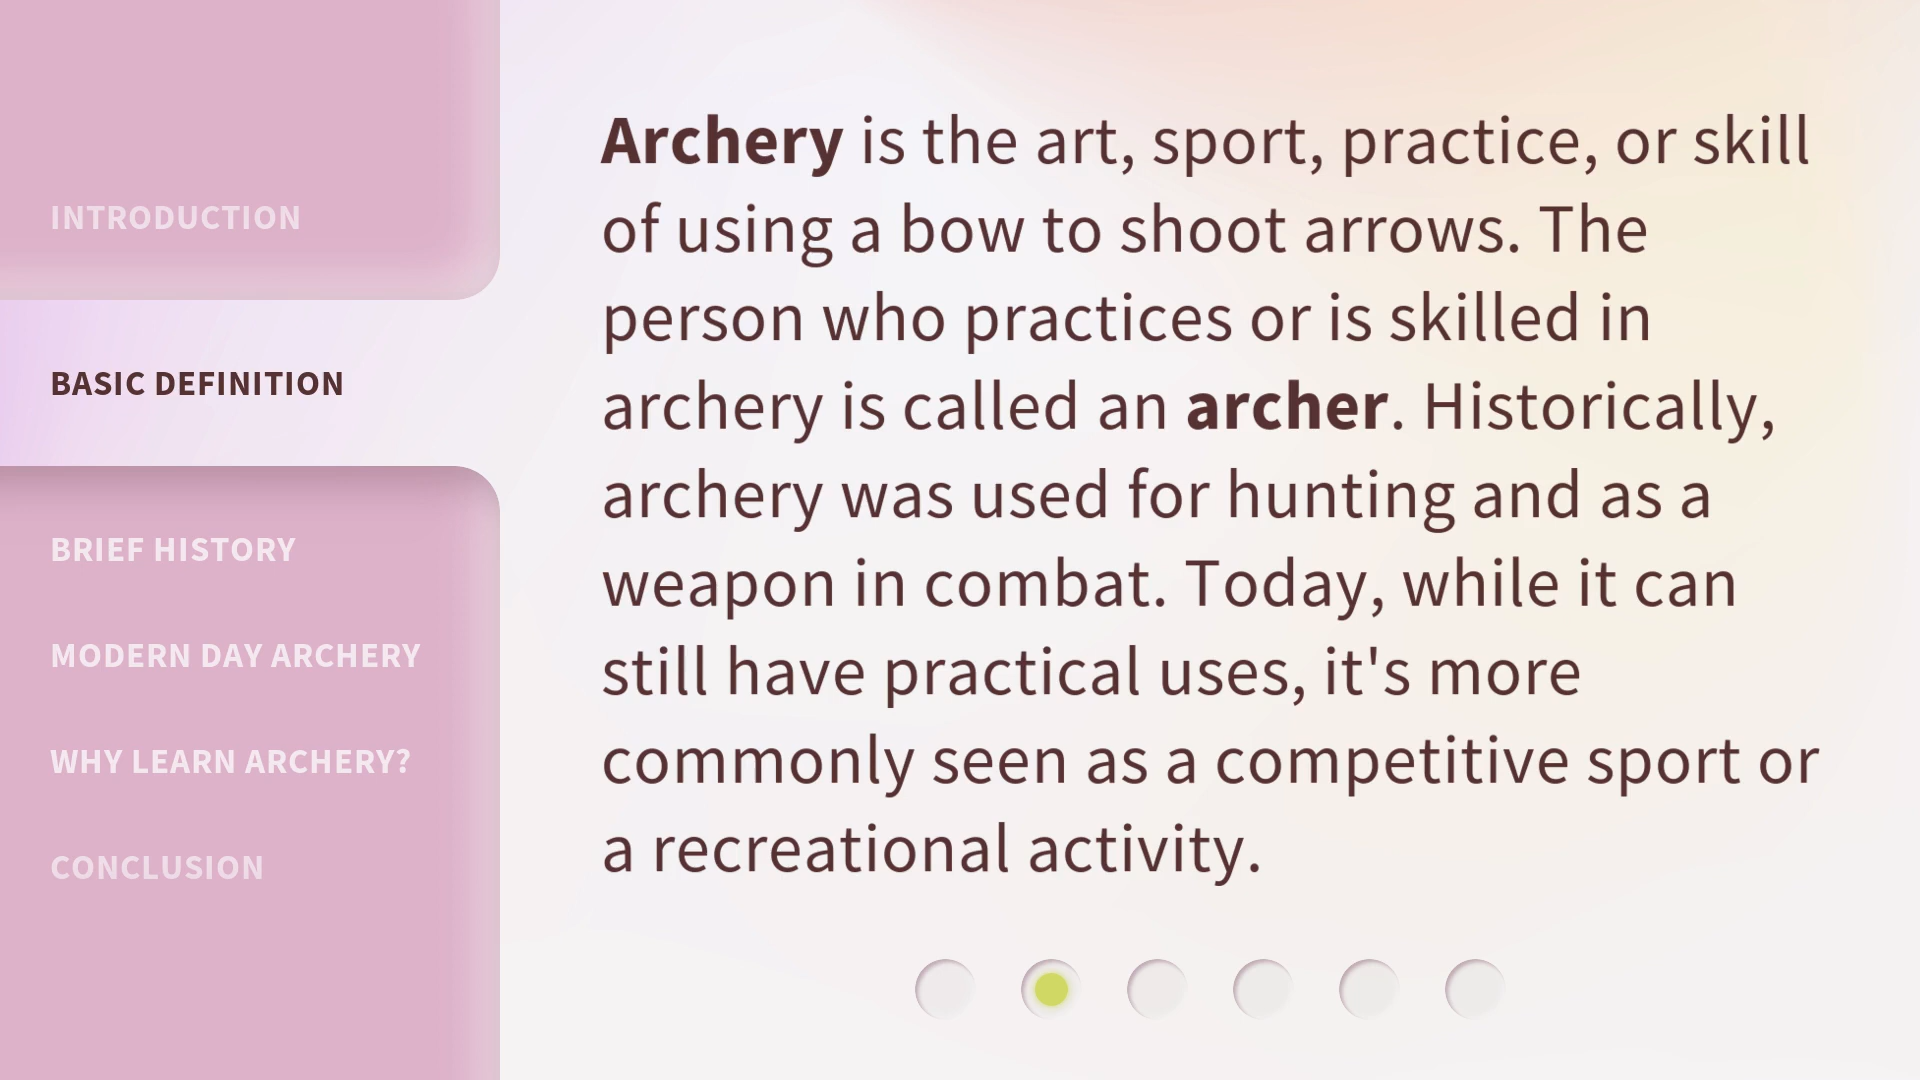 INTRODUCTION
BASIC DEFINITION
BRIEF HISTORY
MODERN DAY ARCHERY
WHY LEARN ARCHERY?
CONCLUSION
Archery is the art, sport, practice, or skill
of using a bow to shoot arrows. The
person who practices or is skilled in
archery is called an archer. Historically,
archery was used for hunting and as a
weapon in combat. Today, while it can
still have practical uses, it's more
commonly seen as a competitive sport or
a recreational activity.